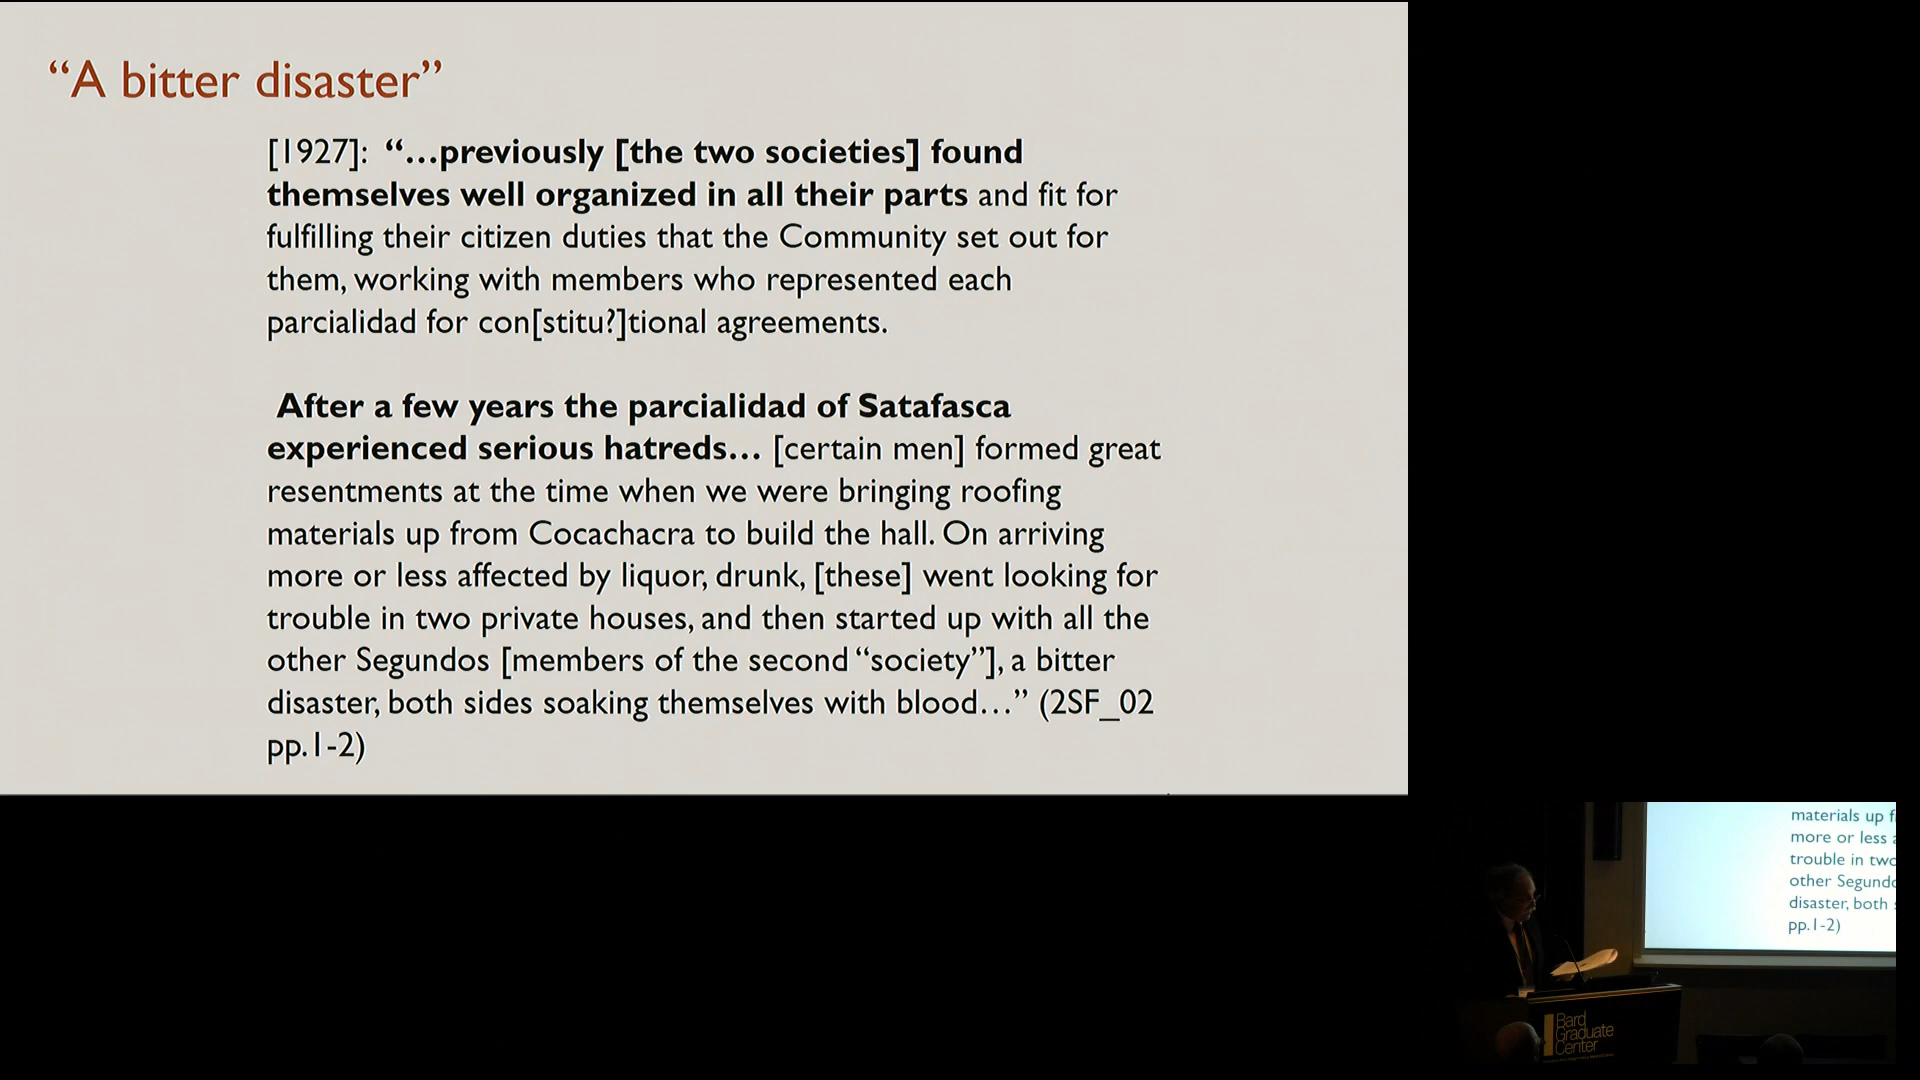 “A bitter disaster”
[1927]: “…previously [the two societies] found
themselves well organized in all their parts and fit for
fulfilling their citizen duties that the Community set out for
them, working with members who represented each
parcialidad for con[stitu?]tional agreements.
After a few years the parcialidad of Satafasca
experienced serious hatreds… [certain men] formed great
resentments at the time when we were bringing roofing
materials up from Cocachacra to build the hall. On arriving
more or less affected by liquor, drunk, [these] went looking for
trouble in two private houses, and then started up with all the
other Segundos [members of the second “society”], a bitter
disaster, both sides soaking themselves with blood…” (2SF_02
pp.1-2)
materials up f
more or less
trouble in two
other Segundo
disaster, both
pp.1-2)
Bard
Graduate
Center